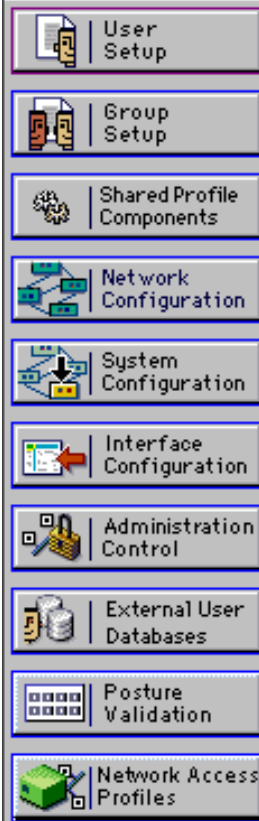 User
Setup
Group
Setup
Shared Profile
Components
Network
Configuration
System
Configuration
Interface
Configuration
Administration
Control
External User
Databases
Posture
Validation
Network Access
Profiles